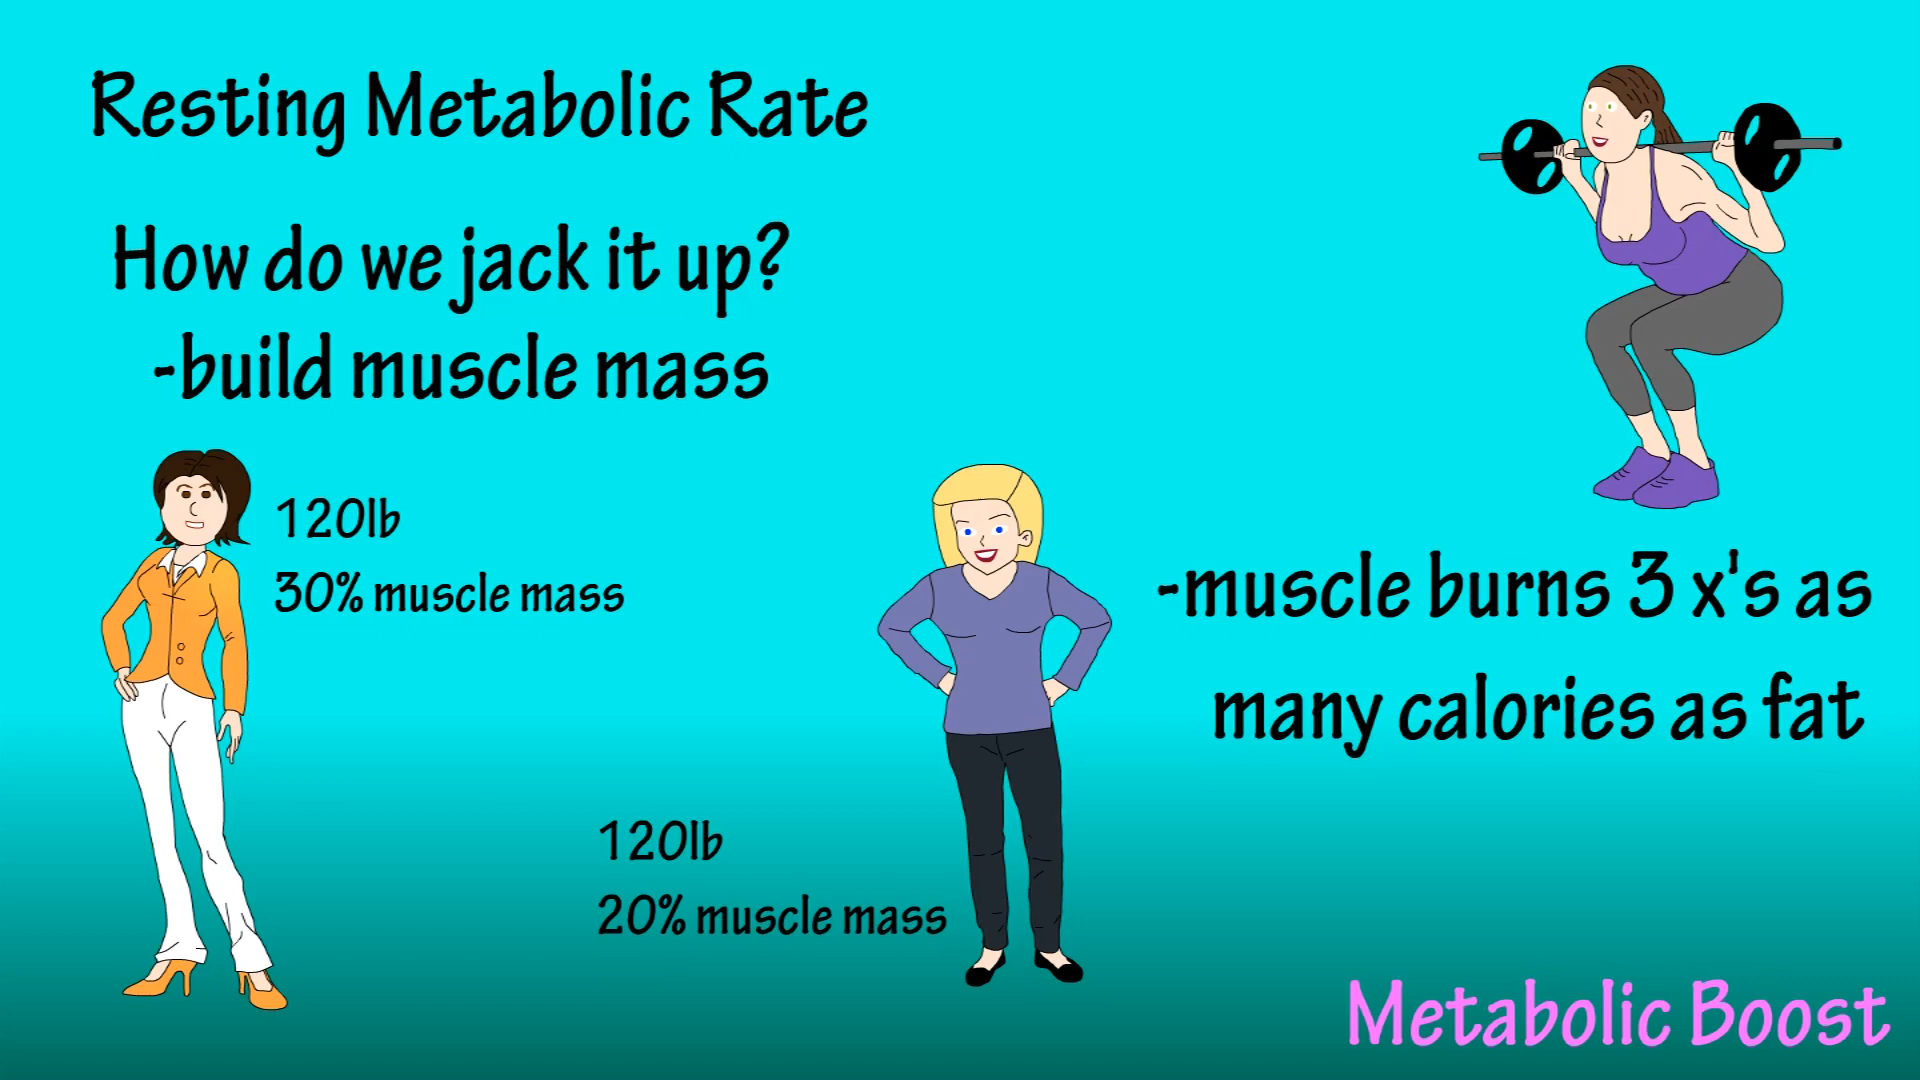 Resting Metabolic Rate
How do we jack it up?
-build muscle mass
120lb
30% muscle mass
120lb
20% muscle mass
-muscle burns 3 x's as
many calories as fat
Metabolic Boost